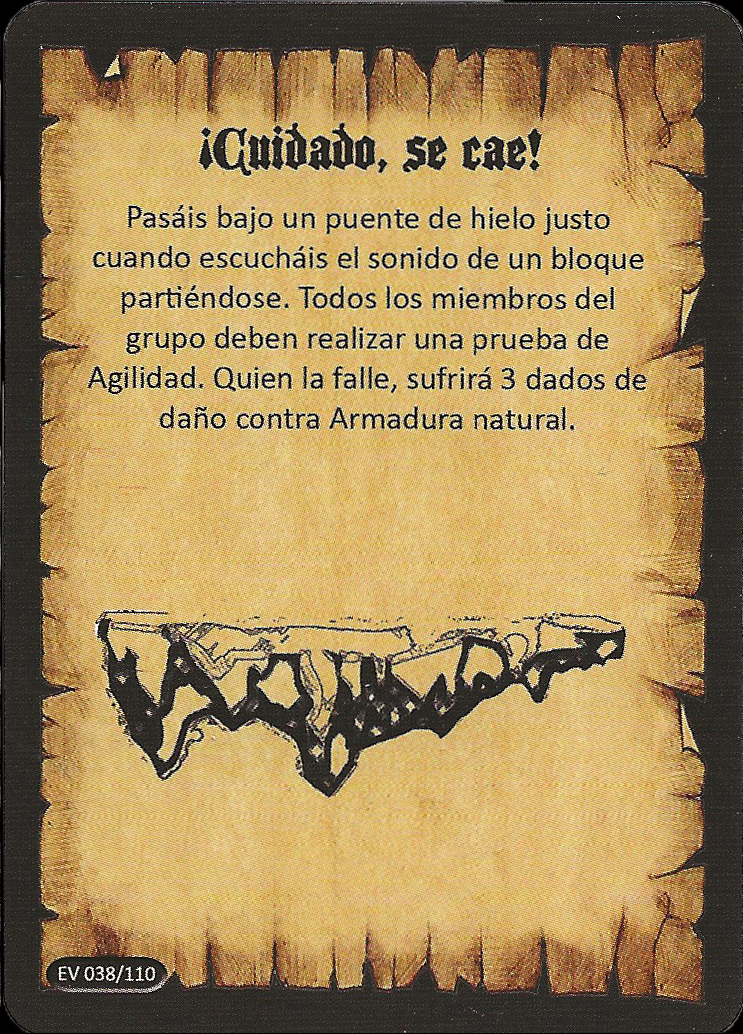 ¡Cuidado, se cae!
Pasáis bajo un puente de hielo justo
cuando escucháis el sonido de un bloque
partiéndose. Todos los miembros del
grupo deben realizar una prueba de
Agilidad. Quien la falle, sufrirá 3 dados de
daño contra Armadura natural.
EV 038/110